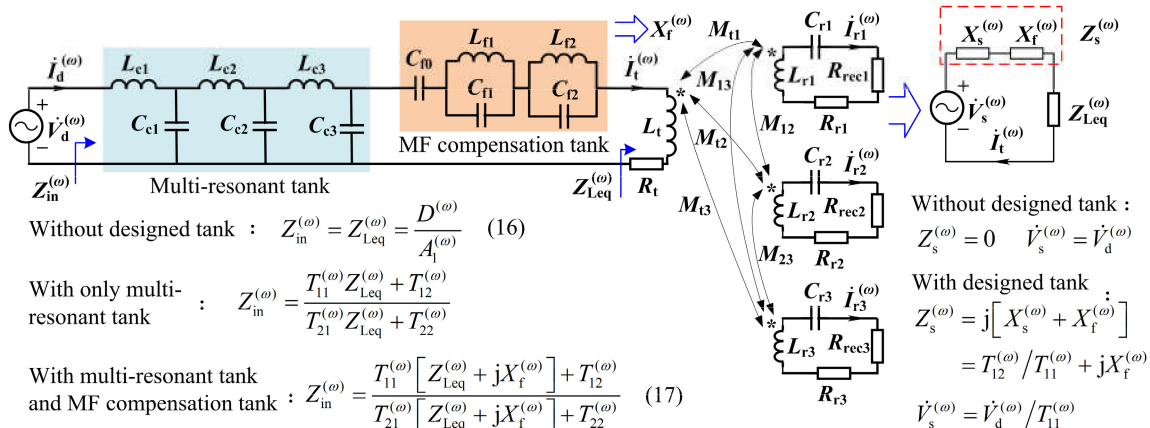 L_c1 L_c2 L_c3 C_f0 L_f1 L_f2 X_f^(ω)
İ_d^(ω) C_f1 C_f2 İ_t^(ω)
V̇_d^(ω) + − C_c1 C_c2 C_c3 L_t *
MF compensation tank
Z_in^(ω) Multi-resonant tank Z_Leq^(ω) R_t
M_t1 M_13 M_12 M_t2 M_t3 M_23
* C_r1 İ_r1^(ω) L_r1 R_rec1 R_r1
* C_r2 İ_r2^(ω) L_r2 R_rec2 R_r2
* C_r3 İ_r3^(ω) L_r3 R_rec3 R_r3
X_s^(ω) X_f^(ω) Z_s^(ω)
V̇_s^(ω) + − Z_Leq^(ω)
İ_t^(ω)
Without designed tank : Z_in^(ω) = Z_Leq^(ω) = D^(ω) / A_1^(ω) (16)
With only multi-
resonant tank : Z_in^(ω) = (T_11^(ω) Z_Leq^(ω) + T_12^(ω)) / (T_21^(ω) Z_Leq^(ω) + T_22^(ω))
With multi-resonant tank
and MF compensation tank : Z_in^(ω) = (T_11^(ω) [Z_Leq^(ω) + jX_f^(ω)] + T_12^(ω)) / (T_21^(ω) [Z_Leq^(ω) + jX_f^(ω)] + T_22^(ω)) (17)
Without designed tank :
Z_s^(ω) = 0 V̇_s^(ω) = V̇_d^(ω)
With designed tank :
Z_s^(ω) = j[X_s^(ω) + X_f^(ω)]
= T_12^(ω) / T_11^(ω) + jX_f^(ω)
V̇_s^(ω) = V̇_d^(ω) / T_11^(ω)